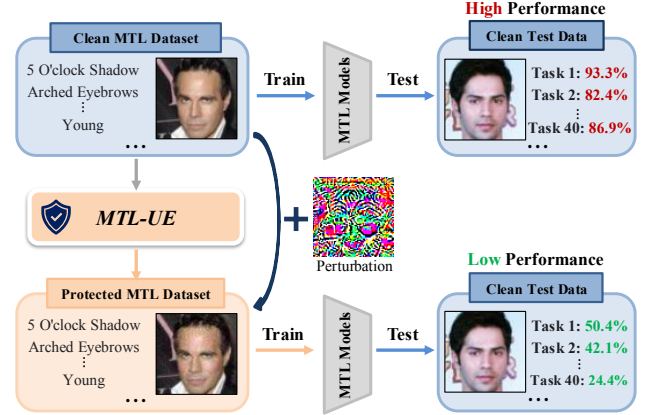 High Performance
Clean MTL Dataset
5 O'clock Shadow
Arched Eyebrows
⋮
Young
...
Train
MTL Models
Test
Clean Test Data
Task 1: 93.3%
Task 2: 82.4%
⋮
Task 40: 86.9%
...
MTL-UE
+
Perturbation
Low Performance
Protected MTL Dataset
5 O'clock Shadow
Arched Eyebrows
⋮
Young
...
Train
MTL Models
Test
Clean Test Data
Task 1: 50.4%
Task 2: 42.1%
⋮
Task 40: 24.4%
...